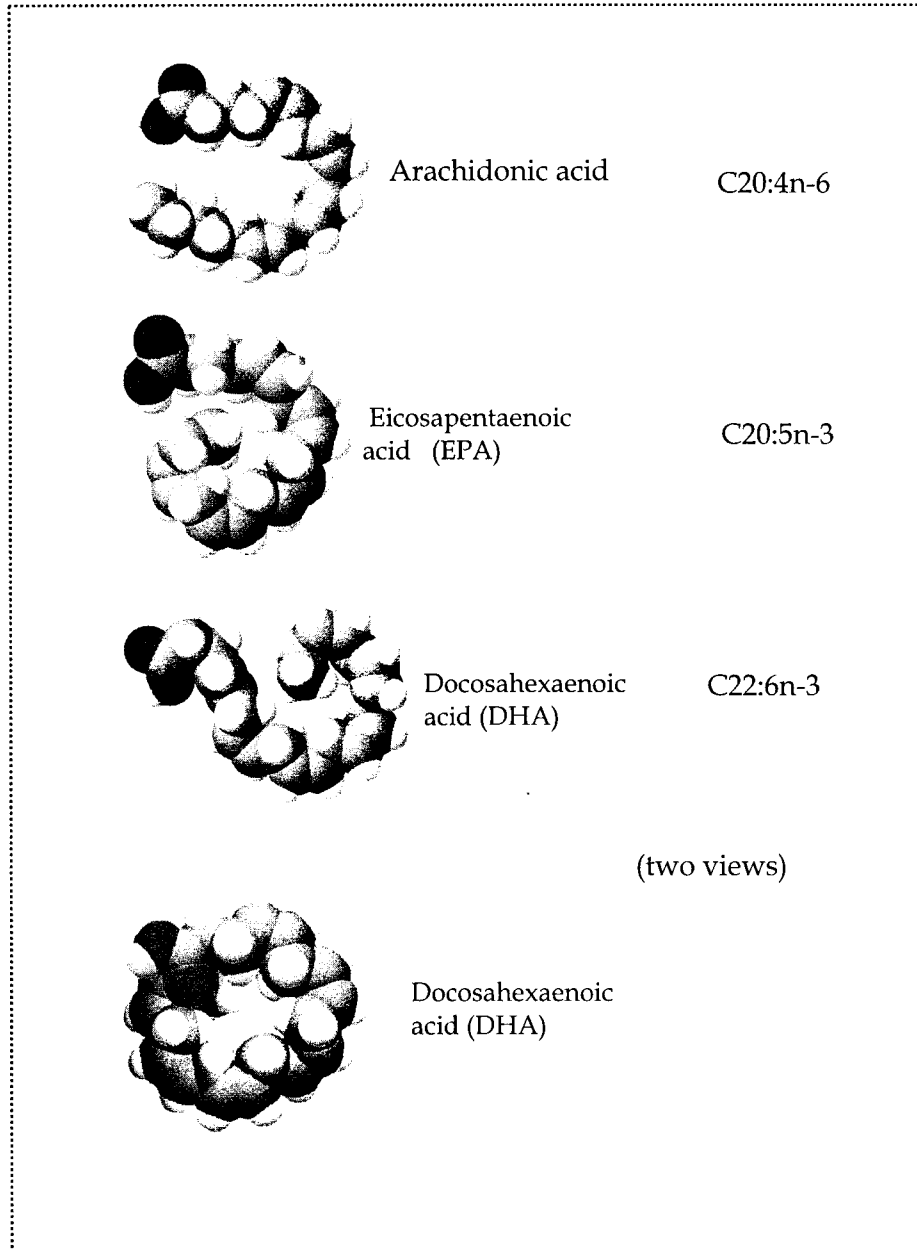 Arachidonic acid C20:4n-6
Eicosapentaenoic
acid (EPA) C20:5n-3
Docosahexaenoic C22:6n-3
acid (DHA)
(two views)
Docosahexaenoic
acid (DHA)